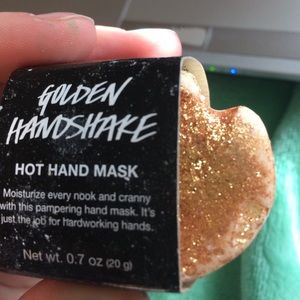 GOLDEN
HANDSHAKE
HOT HAND MASK
Moisturize every nook and cranny
with this pampering hand mask. It's
just the job for hardworking hands.
Net wt. 0.7 oz (20 g)